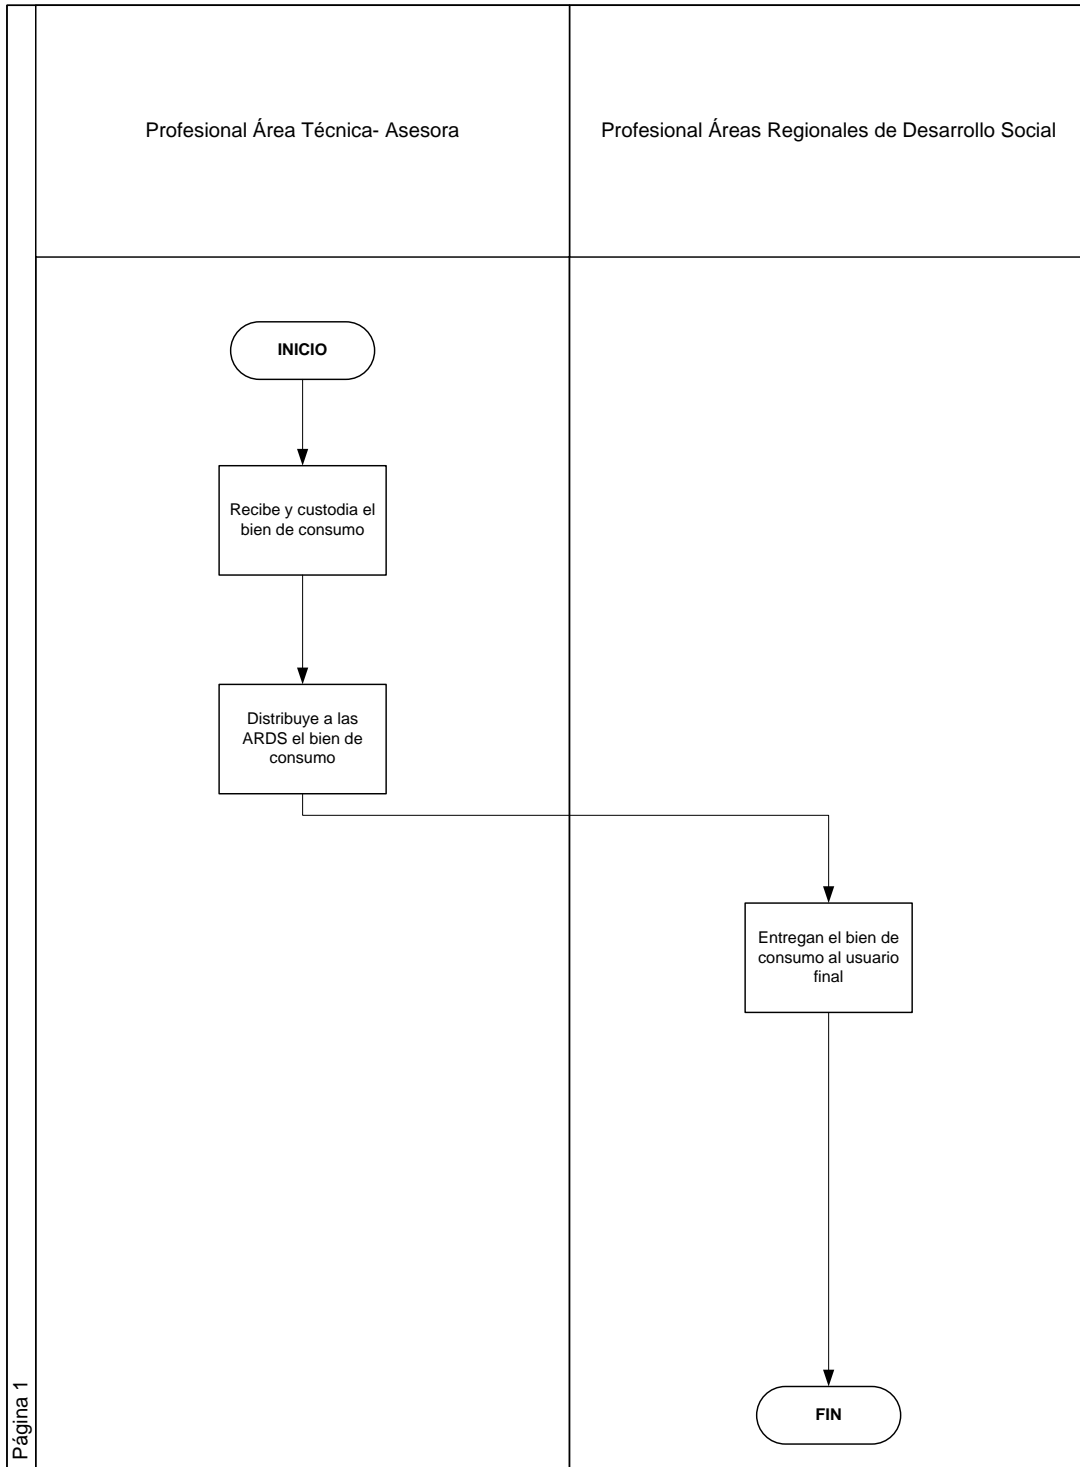 Profesional Área Técnica- Asesora
Profesional Áreas Regionales de Desarrollo Social
INICIO
Recibe y custodia el
bien de consumo
Distribuye a las
ARDS el bien de
consumo
Entregan el bien de
consumo al usuario
final
FIN
Página 1